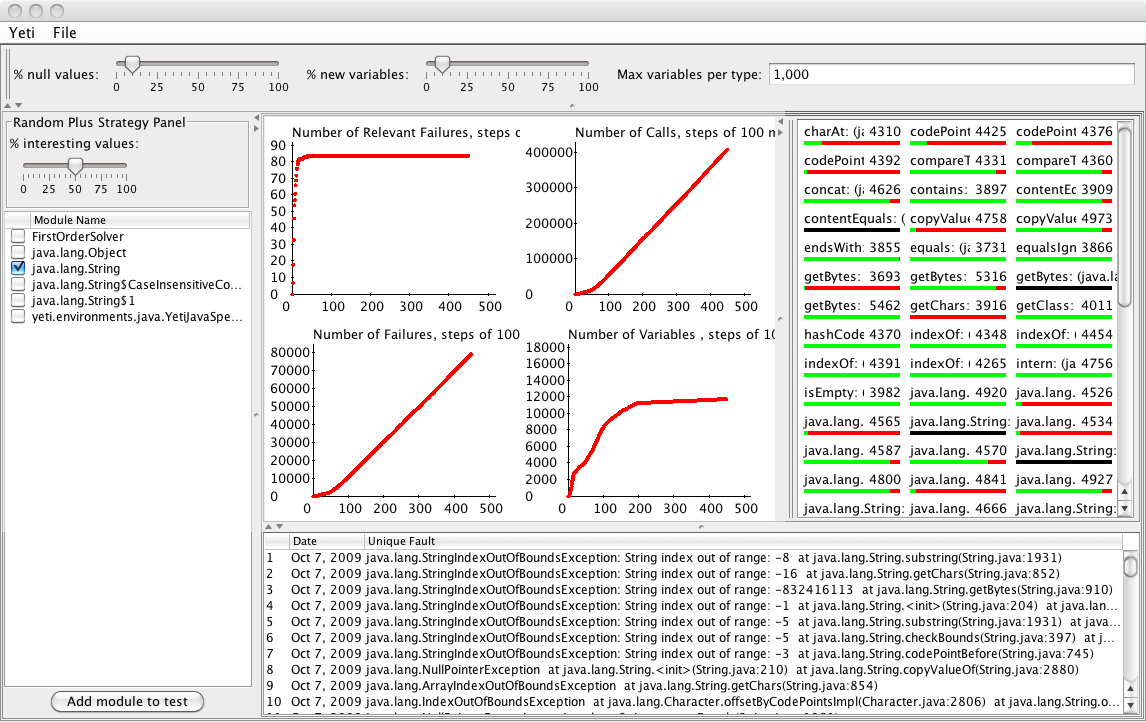 Yeti File
% null values:
0 25 50 75 100
% new variables:
0 25 50 75 100
Max variables per type: 1,000
Random Plus Strategy Panel
% interesting values:
0 25 50 75 100
Module Name
FirstOrderSolver
java.lang.Object
java.lang.String
java.lang.String$CaseInsensitiveCo...
java.lang.String$1
yeti.environments.java.YetiJavaSpe...
Add module to test
Number of Relevant Failures, steps c
90
80
70
60
50
40
30
20
10
0
0 100 200 300 400 500
Number of Calls, steps of 100 m
400000
300000
200000
100000
0
0 100 200 300 400 500
Number of Failures, steps of 100
80000
70000
60000
50000
40000
30000
20000
10000
0
0 100 200 300 400 500
Number of Variables , steps of 10
18000
16000
14000
12000
10000
8000
6000
4000
2000
0
0 100 200 300 400 500
charAt: (ja 4310 codePoint 4425 codePoint 4376
codePoint 4392 compareT 4331 compareT 4360
concat: (ja 4626 contains: 3897 contentEc 3909
contentEquals: ( copyValue 4758 copyValue 4973
endsWith: 3855 equals: (ja 3731 equalsIgn 3866
getBytes: 3693 getBytes: 5316 getBytes: (java.l
getBytes: 5462 getChars: 3916 getClass: 4011
hashCode 4370 indexOf: ( 4348 indexOf: ( 4454
indexOf: ( 4391 indexOf: ( 4265 intern: (ja 4756
isEmpty: 3982 java.lang. 4920 java.lang. 4526
java.lang. 4565 java.lang.String: java.lang. 4534
java.lang. 4587 java.lang. 4570 java.lang.String:
java.lang. 4800 java.lang. 4841 java.lang. 4927
java.lang.String: java.lang. 4666 java.lang.String:
Date Unique Fault
1 Oct 7, 2009 java.lang.StringIndexOutOfBoundsException: String index out of range: -8 at java.lang.String.substring(String.java:1931)
2 Oct 7, 2009 java.lang.StringIndexOutOfBoundsException: String index out of range: -16 at java.lang.String.getChars(String.java:852)
3 Oct 7, 2009 java.lang.StringIndexOutOfBoundsException: String index out of range: -832416113 at java.lang.String.getBytes(String.java:910)
4 Oct 7, 2009 java.lang.StringIndexOutOfBoundsException: String index out of range: -1 at java.lang.String.<init>(String.java:204) at java.lan...
5 Oct 7, 2009 java.lang.StringIndexOutOfBoundsException: String index out of range: -5 at java.lang.String.substring(String.java:1931) at java...
6 Oct 7, 2009 java.lang.StringIndexOutOfBoundsException: String index out of range: -5 at java.lang.String.checkBounds(String.java:397) at j...
7 Oct 7, 2009 java.lang.StringIndexOutOfBoundsException: String index out of range: -3 at java.lang.String.codePointBefore(String.java:745)
8 Oct 7, 2009 java.lang.NullPointerException at java.lang.String.<init>(String.java:210) at java.lang.String.copyValueOf(String.java:2880)
9 Oct 7, 2009 java.lang.ArrayIndexOutOfBoundsException at java.lang.String.getChars(String.java:854)
10 Oct 7, 2009 java.lang.IndexOutOfBoundsException at java.lang.Character.offsetByCodePointsImpl(Character.java:2806) at java.lang.String.o...